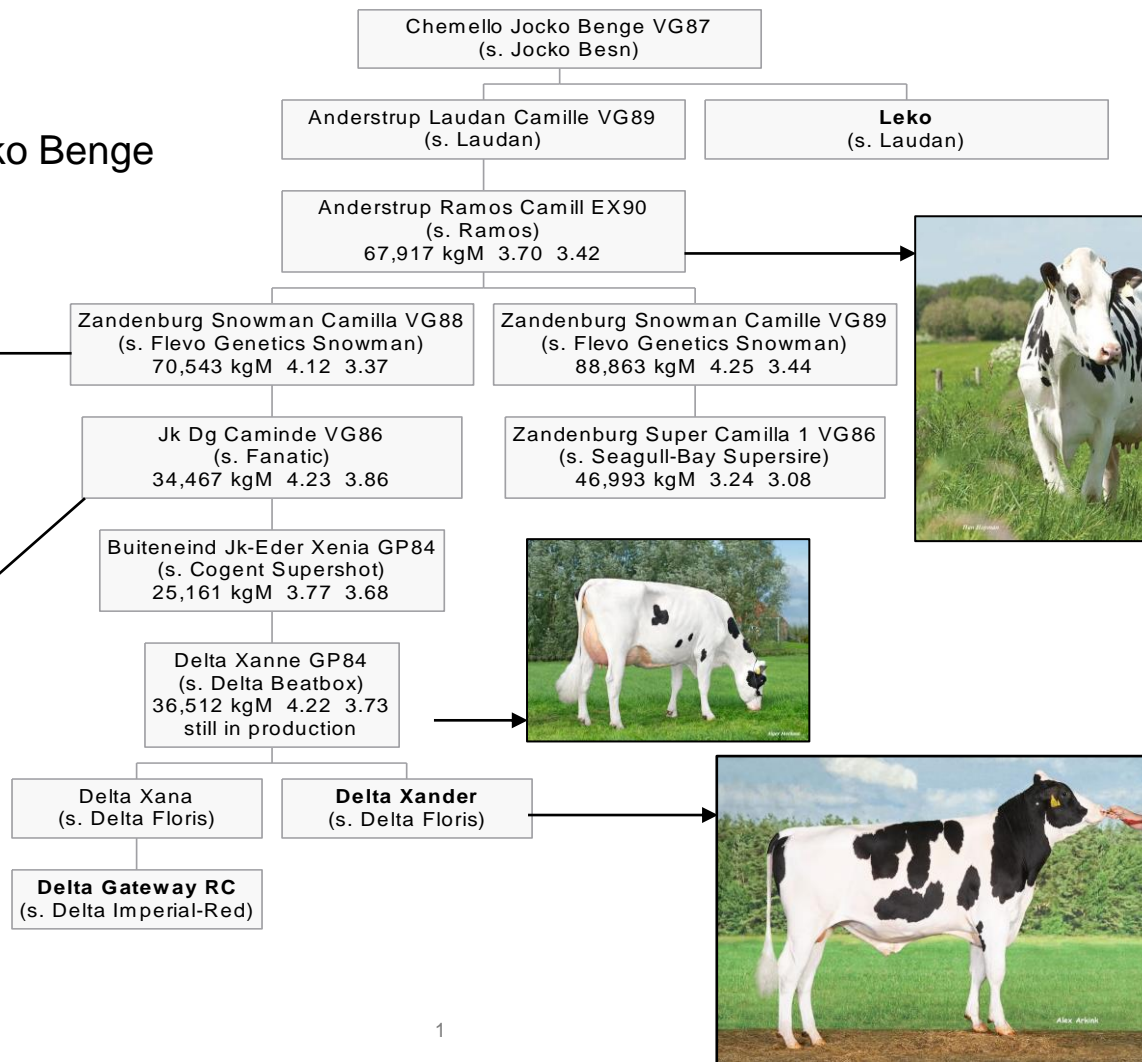 Chemello Jocko Benge VG87
(s. Jocko Besn)
Anderstrup Laudan Camille VG89
(s. Laudan)
Leko
(s. Laudan)
ko Benge
Anderstrup Ramos Camill EX90
(s. Ramos)
67,917 kgM 3.70 3.42
Zandenburg Snowman Camilla VG88
(s. Flevo Genetics Snowman)
70,543 kgM 4.12 3.37
Zandenburg Snowman Camille VG89
(s. Flevo Genetics Snowman)
88,863 kgM 4.25 3.44
Jk Dg Caminde VG86
(s. Fanatic)
34,467 kgM 4.23 3.86
Zandenburg Super Camilla 1 VG86
(s. Seagull-Bay Supersire)
46,993 kgM 3.24 3.08
Buiteneind Jk-Eder Xenia GP84
(s. Cogent Supershot)
25,161 kgM 3.77 3.68
Delta Xanne GP84
(s. Delta Beatbox)
36,512 kgM 4.22 3.73
still in production
Delta Xana
(s. Delta Floris)
Delta Xander
(s. Delta Floris)
Delta Gateway RC
(s. Delta Imperial-Red)
Alex Arkink
1